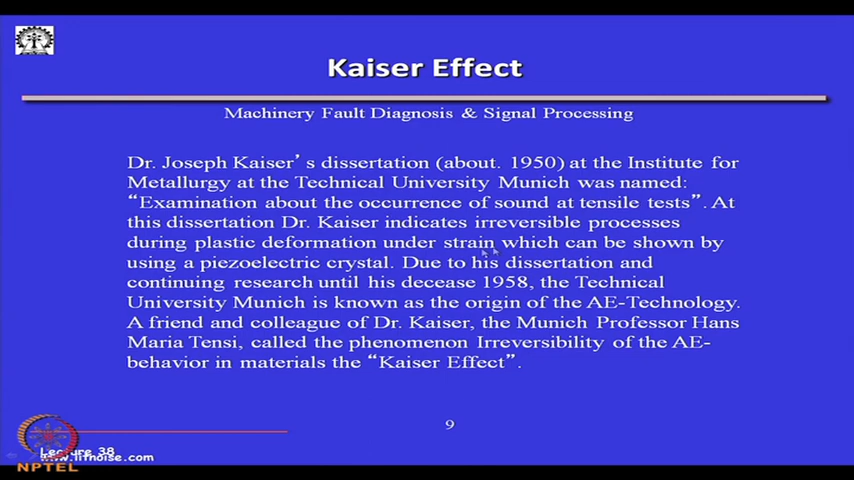 Kaiser Effect
Machinery Fault Diagnosis & Signal Processing
Dr. Joseph Kaiser's dissertation (about. 1950) at the Institute for
Metallurgy at the Technical University Munich was named:
“Examination about the occurrence of sound at tensile tests”. At
this dissertation Dr. Kaiser indicates irreversible processes
during plastic deformation under strain which can be shown by
using a piezoelectric crystal. Due to his dissertation and
continuing research until his decease 1958, the Technical
University Munich is known as the origin of the AE-Technology.
A friend and colleague of Dr. Kaiser, the Munich Professor Hans
Maria Tensi, called the phenomenon Irreversibility of the AE-
behavior in materials the “Kaiser Effect”.
9
Lecture 38
www.iitnoise.com
NPTEL